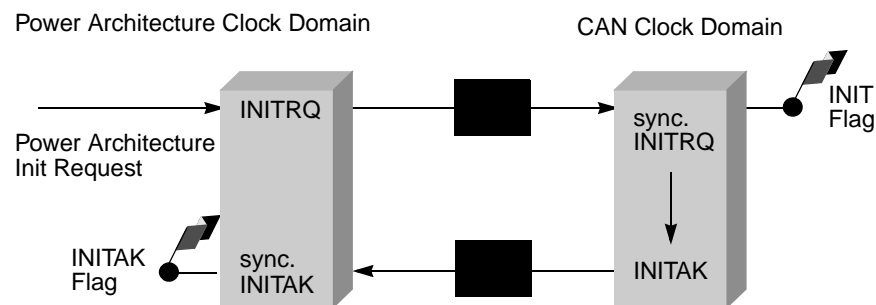 Power Architecture Clock Domain
CAN Clock Domain
INITRQ
Power Architecture
Init Request
sync.
INITRQ
INIT
Flag
INITAK
Flag
sync.
INITAK
INITAK